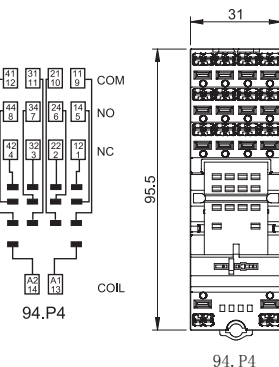 31
41 31 21 11 COM
12 11 10 9
44 34 24 14 NO
8 7 6 5
42 32 22 12 NC
4 3 2 1
95.5
A2 A1 COIL
14 13
94.P4
94. P4